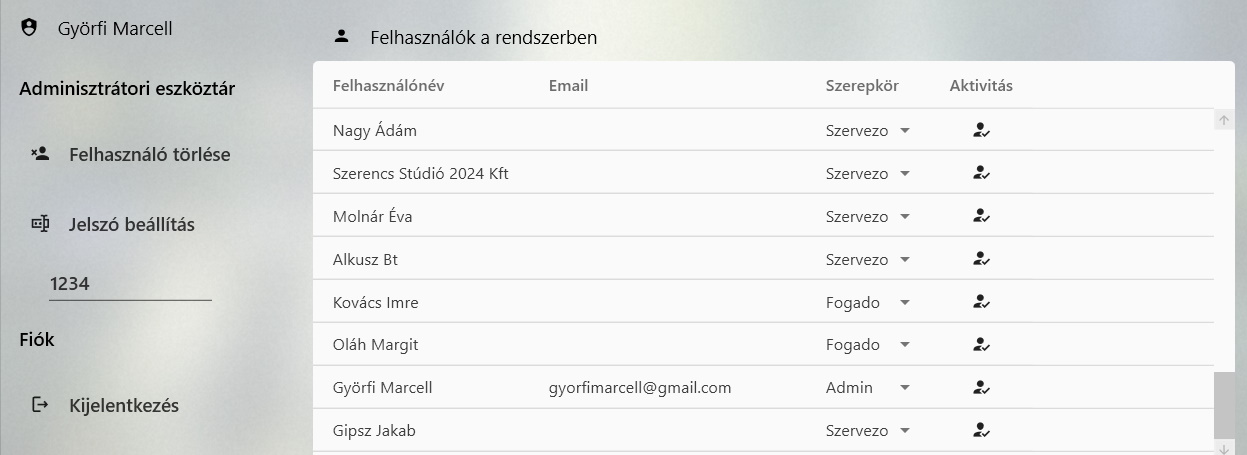 Györfi Marcell
Adminisztrátori eszköztár
Felhasználó törlése
Jelszó beállítás
1234
Fiók
Kijelentkezés
Felhasználók a rendszerben
Felhasználónév Email Szerepkör Aktivitás
Nagy Ádám Szervezo
Szerencs Stúdió 2024 Kft Szervezo
Molnár Éva Szervezo
Alkusz Bt Szervezo
Kovács Imre Fogado
Oláh Margit Fogado
Györfi Marcell gyorfimarcell@gmail.com Admin
Gipsz Jakab Szervezo